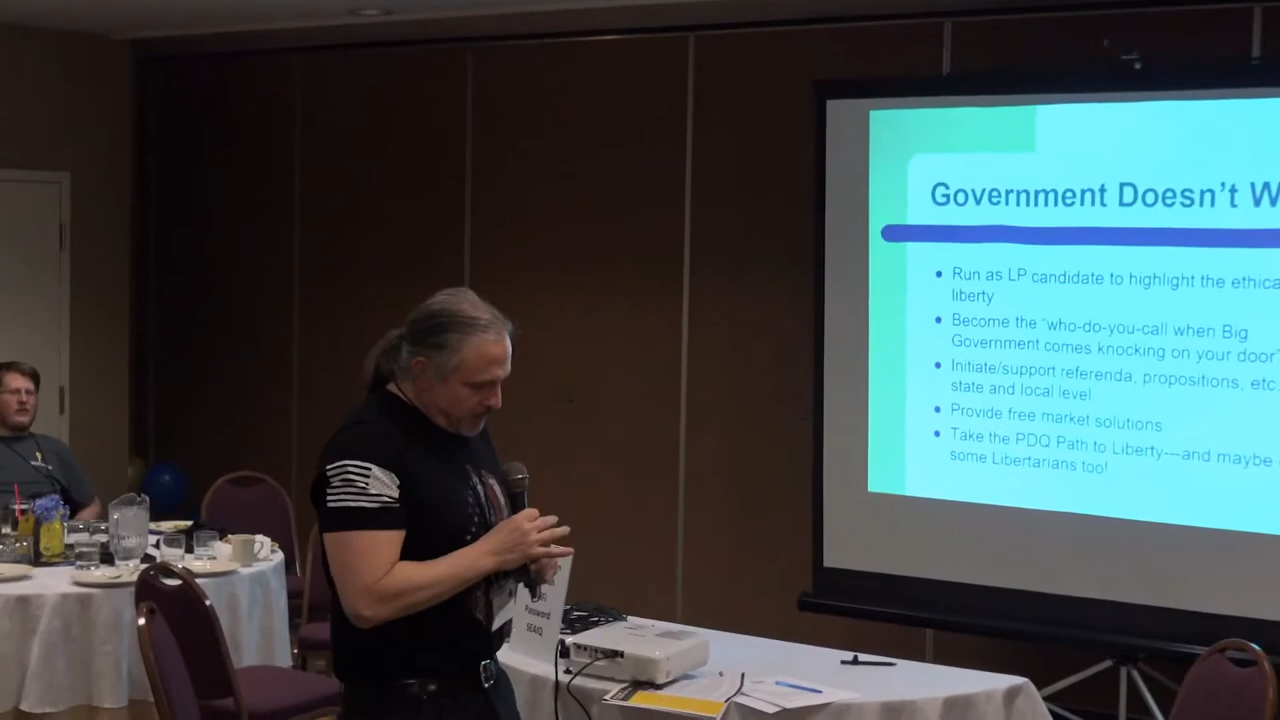 Government Doesn't W
• Run as LP candidate to highlight the ethica
liberty
• Become the "who-do-you-call when Big
Government comes knocking on your door"
• Initiate/support referenda, propositions, etc
state and local level
• Provide free market solutions
• Take the PDQ Path to Liberty---and maybe
some Libertarians too!
Password
SEAIQ